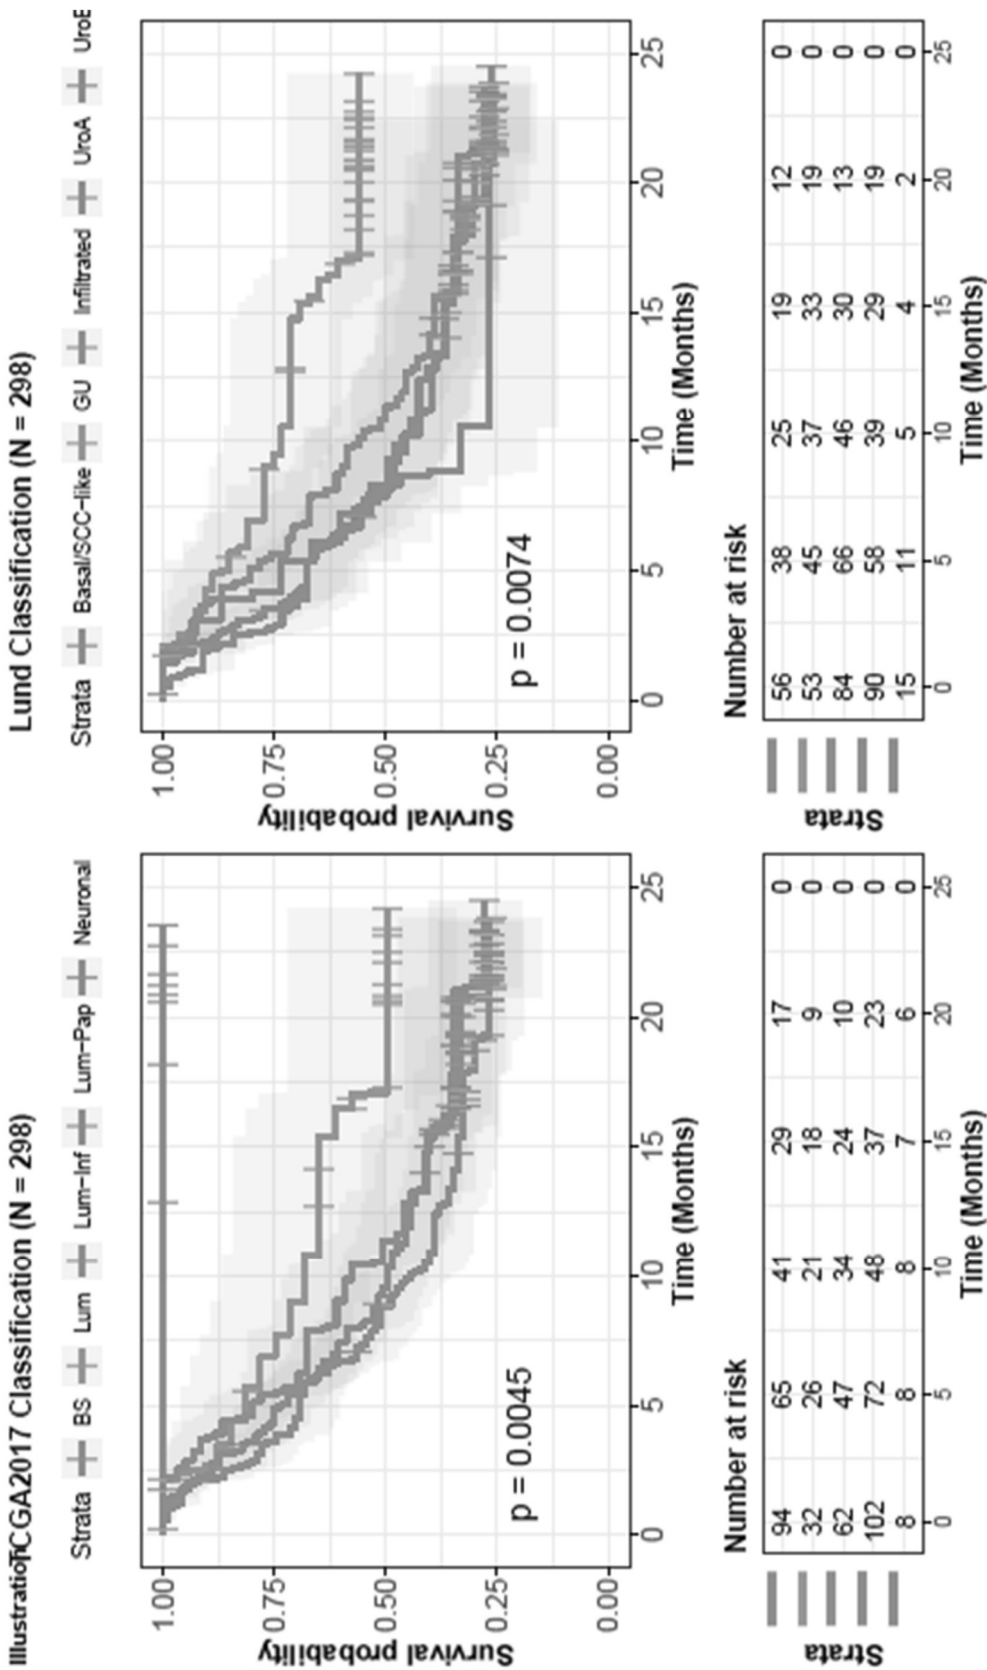 Illustration
TCGA2017 Classification (N = 298)
Strata BS Lum Lum-Inf Lum-Pap Neuronal
1.00
0.75
0.50
0.25
0.00
Survival probability
p = 0.0045
0 5 10 15 20 25
Time (Months)
Number at risk
Strata
94 65 41 29 17 0
32 26 21 18 9 0
62 47 34 24 10 0
102 72 48 37 23 0
8 8 8 7 6 0
0 5 10 15 20 25
Time (Months)
Lund Classification (N = 298)
Strata Basal/SCC-like GU Infiltrated UroA UroB
1.00
0.75
0.50
0.25
0.00
Survival probability
p = 0.0074
0 5 10 15 20 25
Time (Months)
Number at risk
Strata
56 38 25 19 12 0
53 45 37 33 19 0
84 66 46 30 13 0
90 58 39 29 19 0
15 11 5 4 2 0
0 5 10 15 20 25
Time (Months)